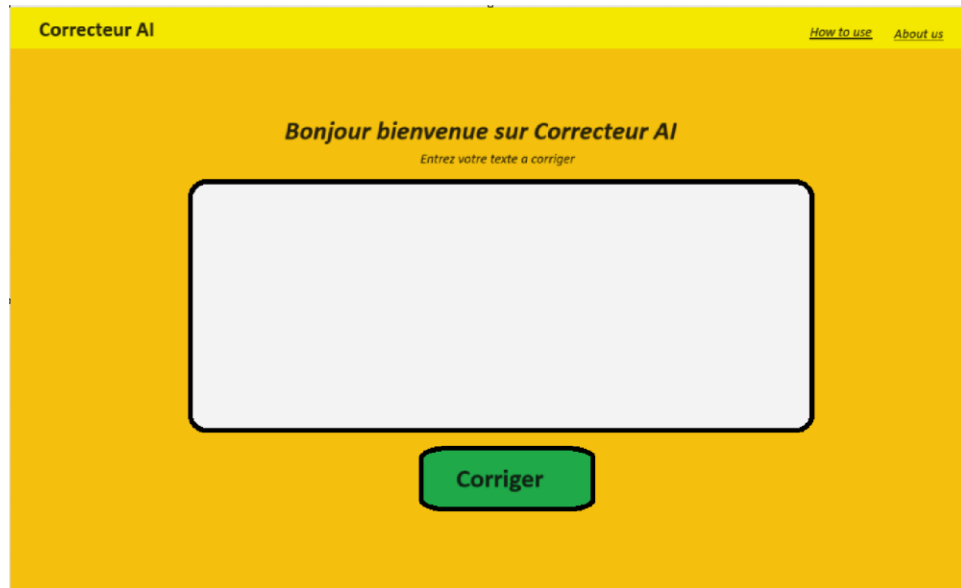 Correcteur AI
How to use About us
Bonjour bienvenue sur Correcteur AI
Entrez votre texte a corriger
Corriger